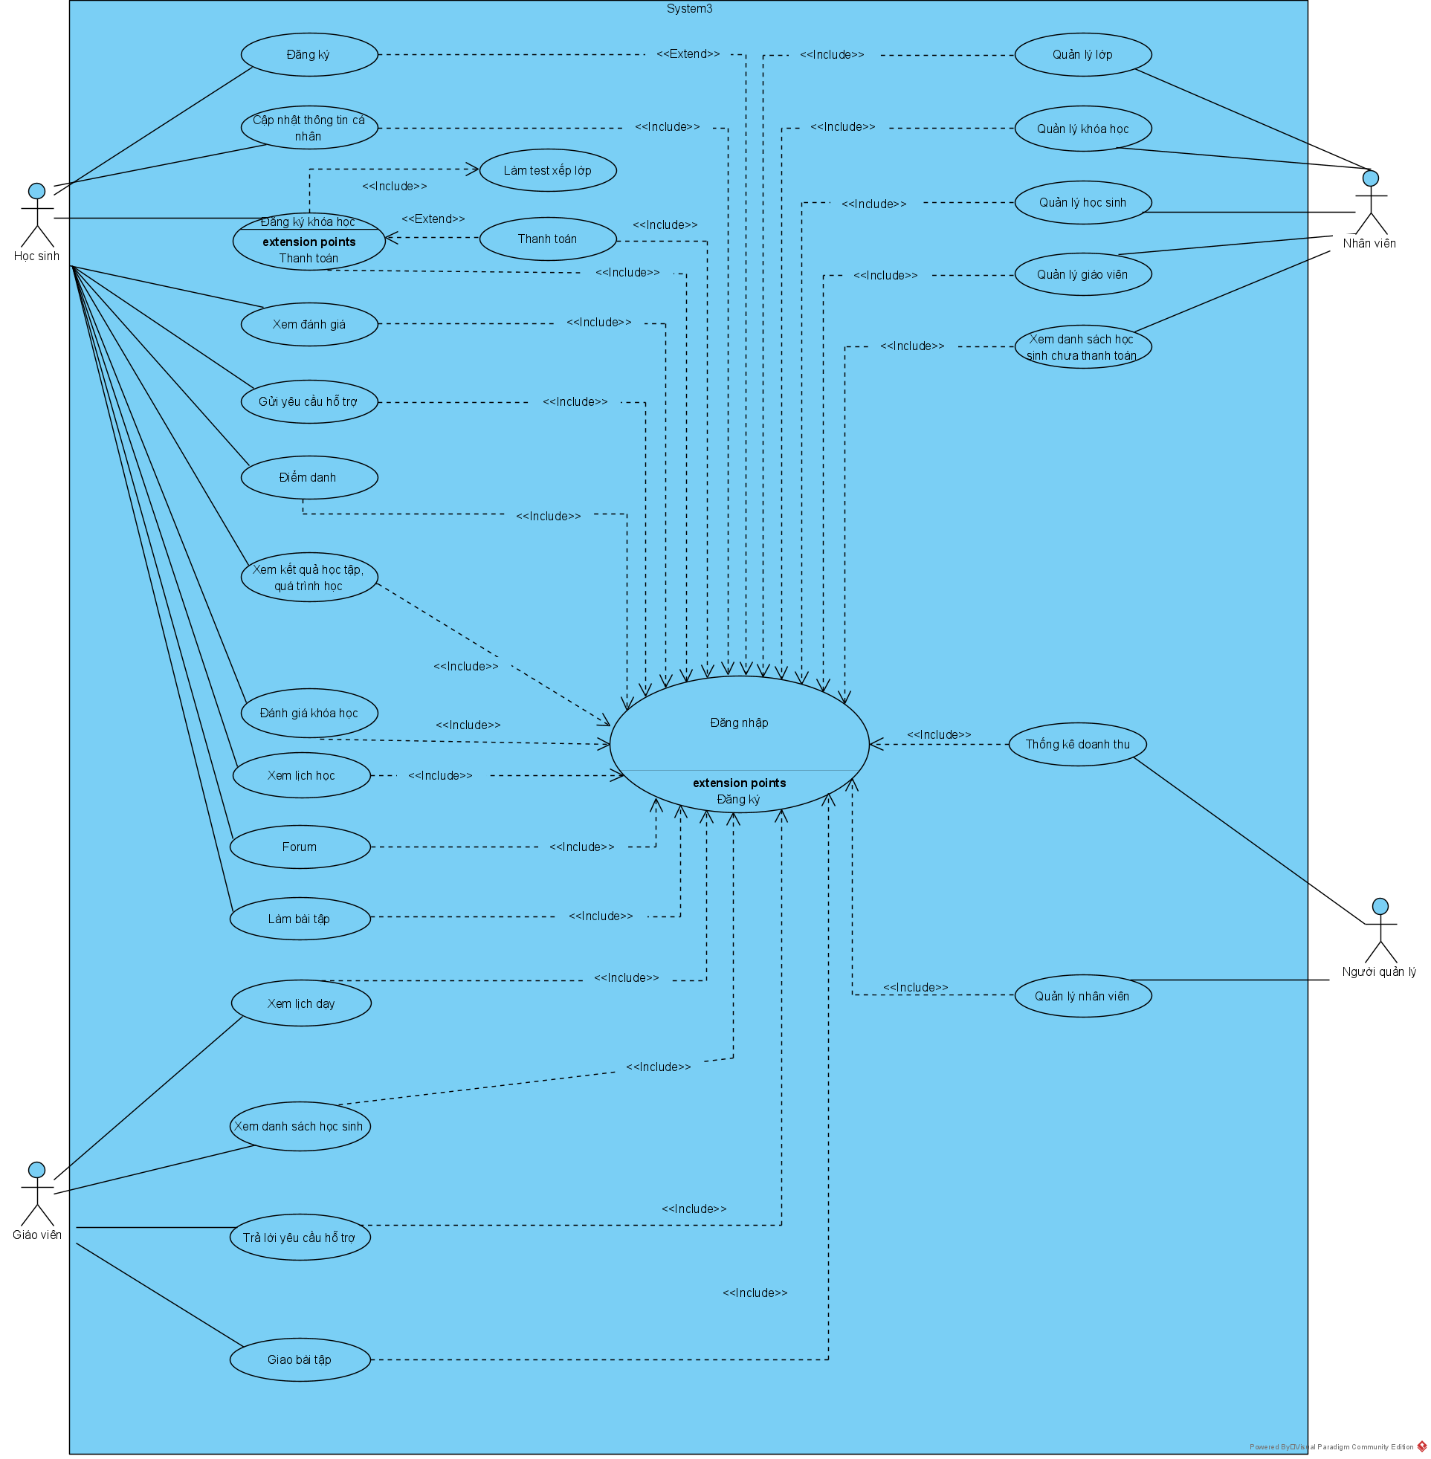 System3
Đăng ký
<<Extend>>
<<Include>>
Quản lý lớp
Cập nhật thông tin cá
nhân
<<Include>>
<<Include>>
Quản lý khóa học
Làm test xếp lớp
<<Include>>
Học sinh
Đăng ký khóa học
extension points
Thanh toán
<<Extend>>
Thanh toán
<<Include>>
<<Include>>
<<Include>>
Quản lý học sinh
Nhân viên
<<Include>>
Quản lý giáo viên
Xem đánh giá
<<Include>>
<<Include>>
Xem danh sách học
sinh chưa thanh toán
Gửi yêu cầu hỗ trợ
<<Include>>
Điểm danh
<<Include>>
Xem kết quả học tập,
quá trình học
<<Include>>
Đánh giá khóa học
<<Include>>
Đăng nhập
extension points
Đăng ký
<<Include>>
Thống kê doanh thu
Xem lịch học
<<Include>>
Forum
<<Include>>
Làm bài tập
<<Include>>
Người quản lý
Xem lịch day
<<Include>>
<<Include>>
Quản lý nhân viên
<<Include>>
Xem danh sách học sinh
Giáo viên
<<Include>>
Trả lời yêu cầu hỗ trợ
<<Include>>
Giao bài tập
Powered By Visual Paradigm Community Edition